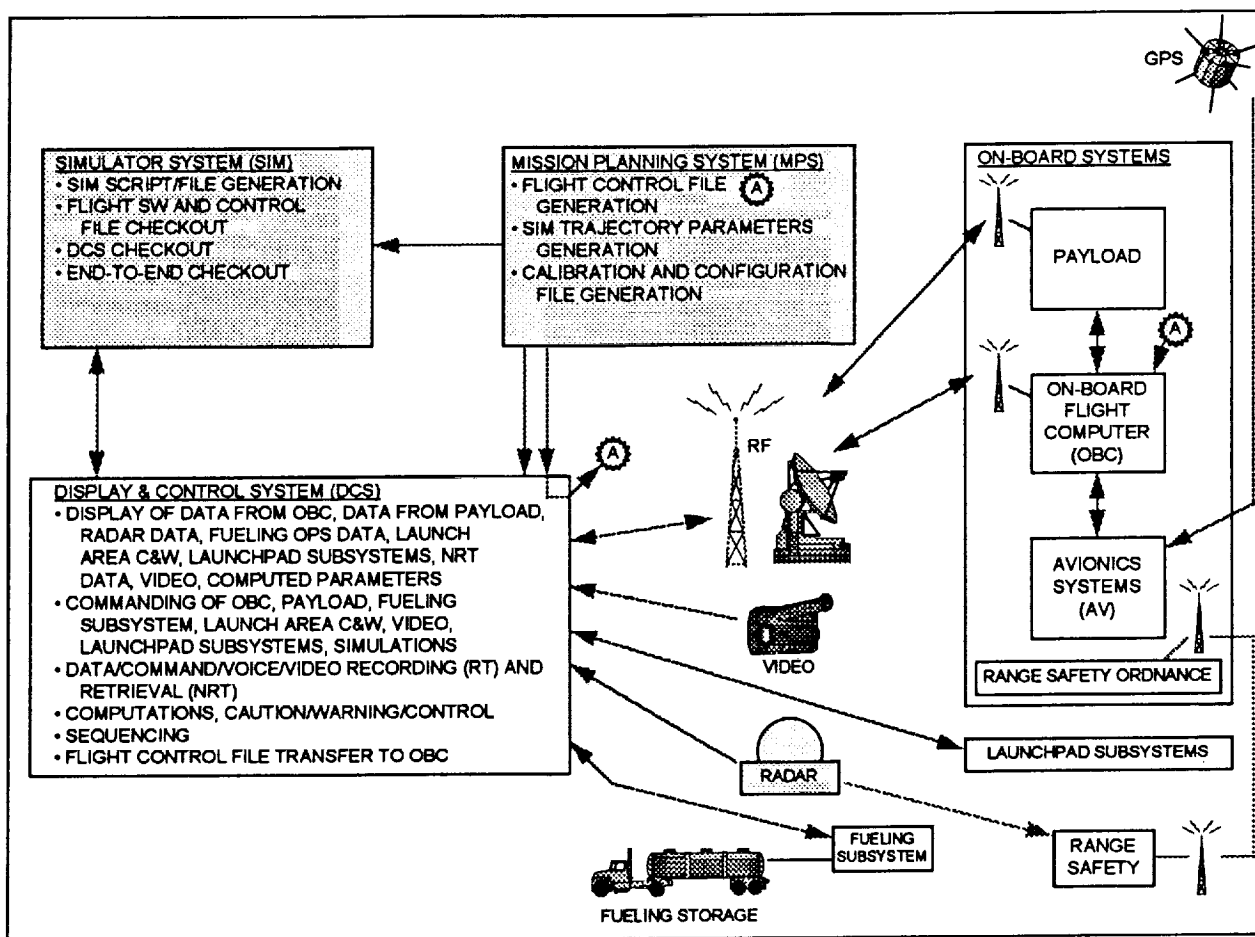 GPS
SIMULATOR SYSTEM (SIM)
• SIM SCRIPT/FILE GENERATION
• FLIGHT SW AND CONTROL
FILE CHECKOUT
• DCS CHECKOUT
• END-TO-END CHECKOUT
MISSION PLANNING SYSTEM (MPS)
• FLIGHT CONTROL FILE
GENERATION
A
• SIM TRAJECTORY PARAMETERS
GENERATION
• CALIBRATION AND CONFIGURATION
FILE GENERATION
ON-BOARD SYSTEMS
PAYLOAD
A
ON-BOARD
FLIGHT
COMPUTER
(OBC)
AVIONICS
SYSTEMS
(AV)
RANGE SAFETY ORDNANCE
RF
A
DISPLAY & CONTROL SYSTEM (DCS)
• DISPLAY OF DATA FROM OBC, DATA FROM PAYLOAD,
RADAR DATA, FUELING OPS DATA, LAUNCH
AREA C&W, LAUNCHPAD SUBSYSTEMS, NRT
DATA, VIDEO, COMPUTED PARAMETERS
• COMMANDING OF OBC, PAYLOAD, FUELING
SUBSYSTEM, LAUNCH AREA C&W, VIDEO,
LAUNCHPAD SUBSYSTEMS, SIMULATIONS
• DATA/COMMAND/VOICE/VIDEO RECORDING (RT) AND
RETRIEVAL (NRT)
• COMPUTATIONS, CAUTION/WARNING/CONTROL
• SEQUENCING
• FLIGHT CONTROL FILE TRANSFER TO OBC
VIDEO
LAUNCHPAD SUBSYSTEMS
RADAR
FUELING
SUBSYSTEM
RANGE
SAFETY
FUELING STORAGE